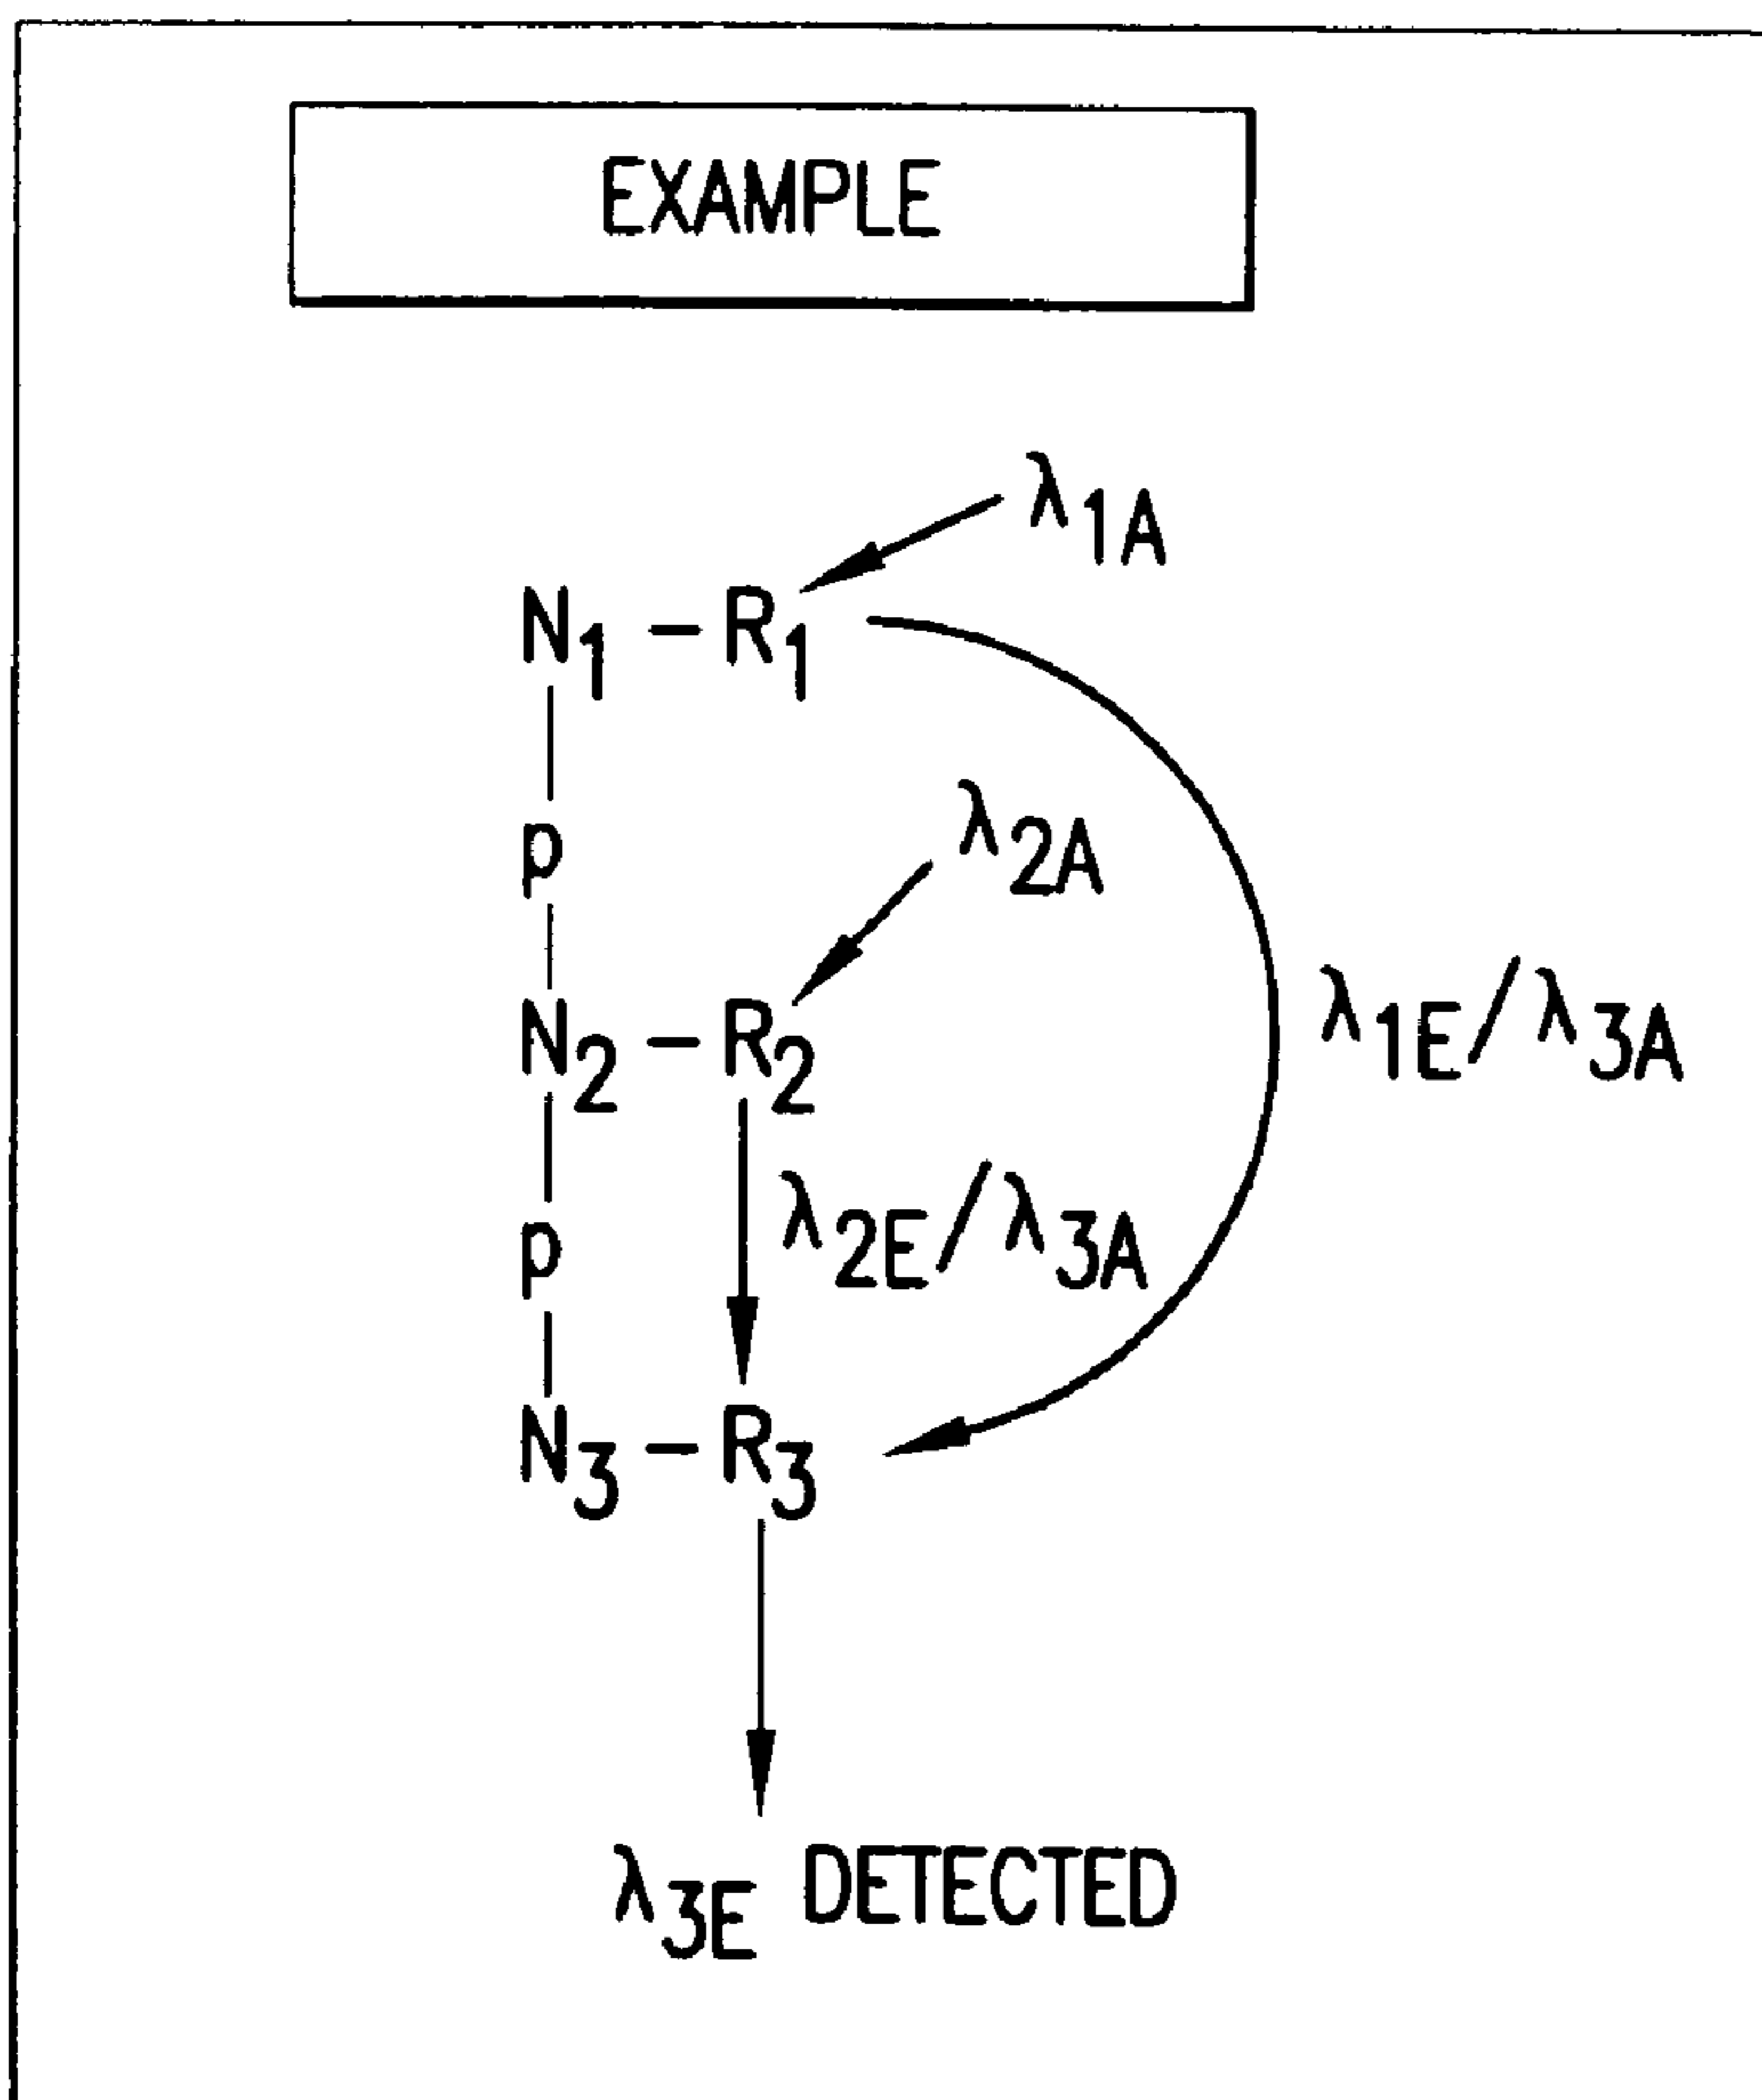 EXAMPLE
λ1A
N1 – R1
p
λ2A
N2 – R2
λ1E/λ3A
λ2E/λ3A
p
N3 – R3
λ3E DETECTED